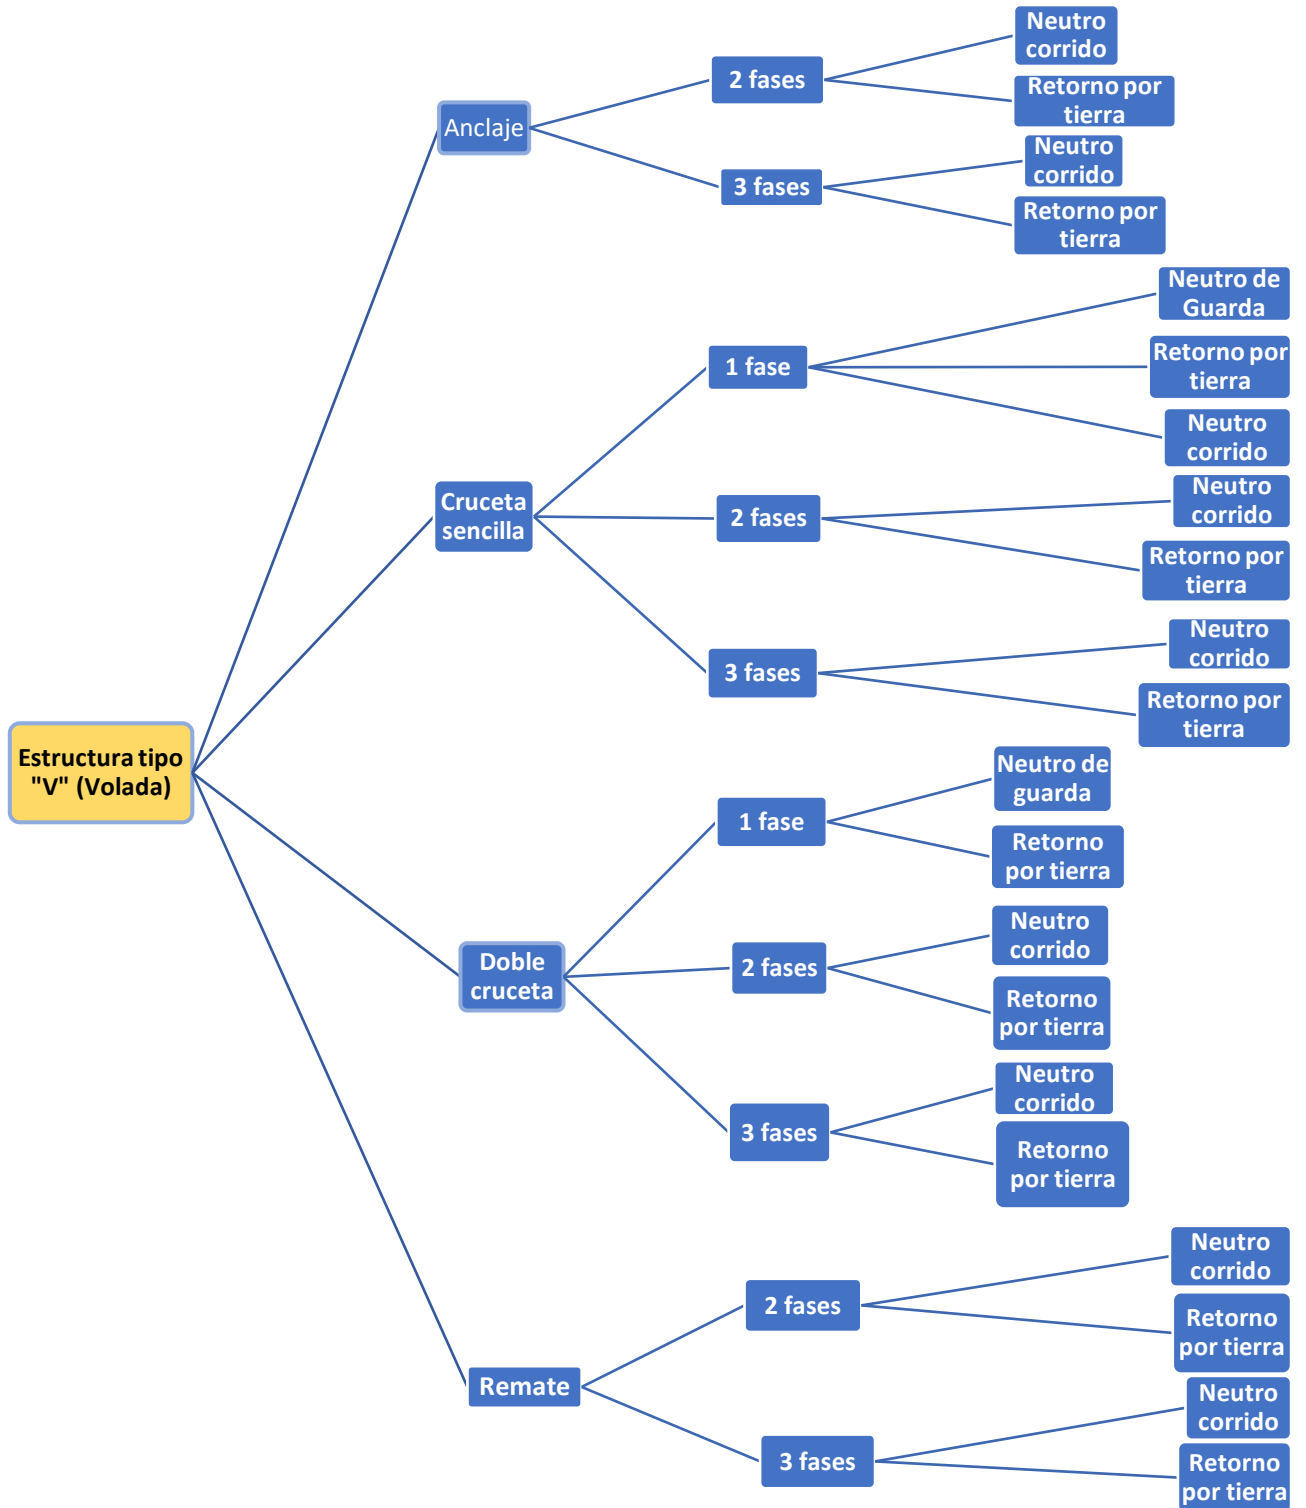 Estructura tipo
"V" (Volada)
Anclaje
2 fases
Neutro
corrido
Retorno por
tierra
3 fases
Neutro
corrido
Retorno por
tierra
Cruceta
sencilla
1 fase
Neutro de
Guarda
Retorno por
tierra
Neutro
corrido
2 fases
Neutro
corrido
Retorno por
tierra
3 fases
Neutro
corrido
Retorno por
tierra
Doble
cruceta
1 fase
Neutro de
guarda
Retorno
por tierra
2 fases
Neutro
corrido
Retorno
por tierra
3 fases
Neutro
corrido
Retorno
por tierra
Remate
2 fases
Neutro
corrido
Retorno
por tierra
3 fases
Neutro
corrido
Retorno
por tierra